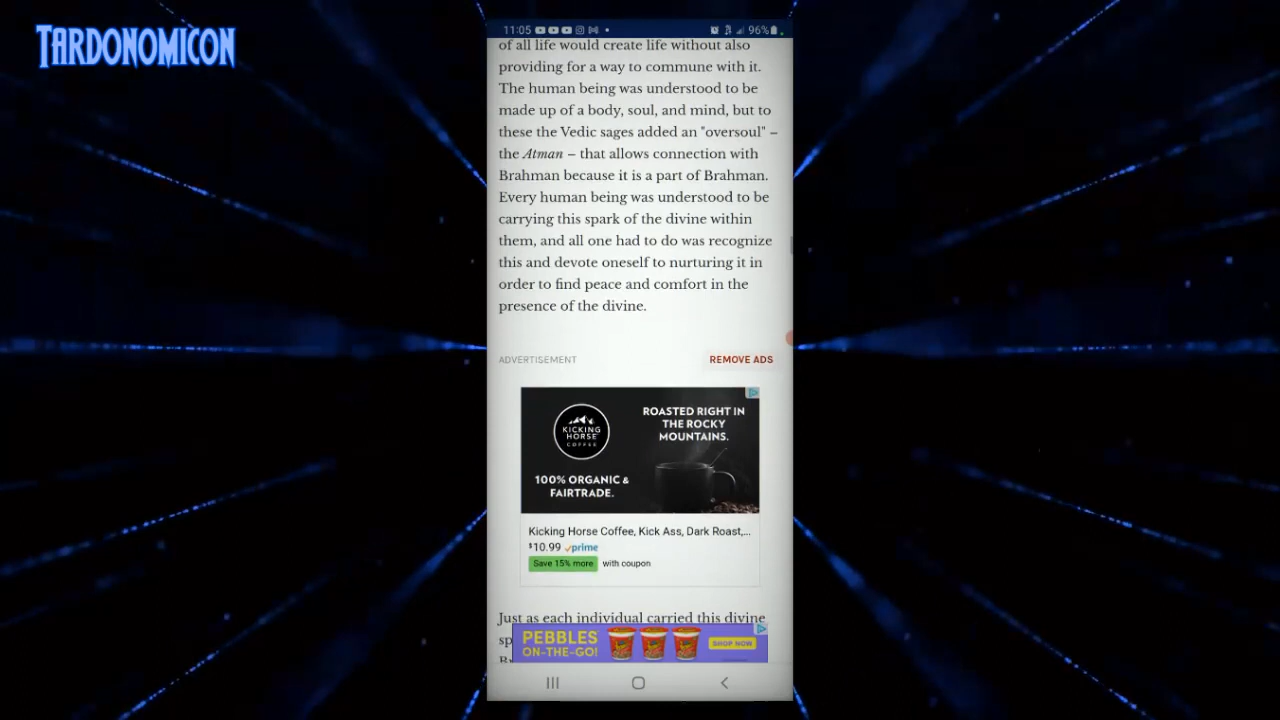 TARDONOMICON
11:05
96%
of all life would create life without also
providing for a way to commune with it.
The human being was understood to be
made up of a body, soul, and mind, but to
these the Vedic sages added an "oversoul" –
the Atman – that allows connection with
Brahman because it is a part of Brahman.
Every human being was understood to be
carrying this spark of the divine within
them, and all one had to do was recognize
this and devote oneself to nurturing it in
order to find peace and comfort in the
presence of the divine.
ADVERTISEMENT
REMOVE ADS
KICKING
HORSE
COFFEE
ROASTED RIGHT IN
THE ROCKY
MOUNTAINS.
100% ORGANIC &
FAIRTRADE.
Kicking Horse Coffee, Kick Ass, Dark Roast,...
$10.99 prime
Save 15% more with coupon
Just as each individual carried this divine
PEBBLES
ON-THE-GO!
SHOP NOW